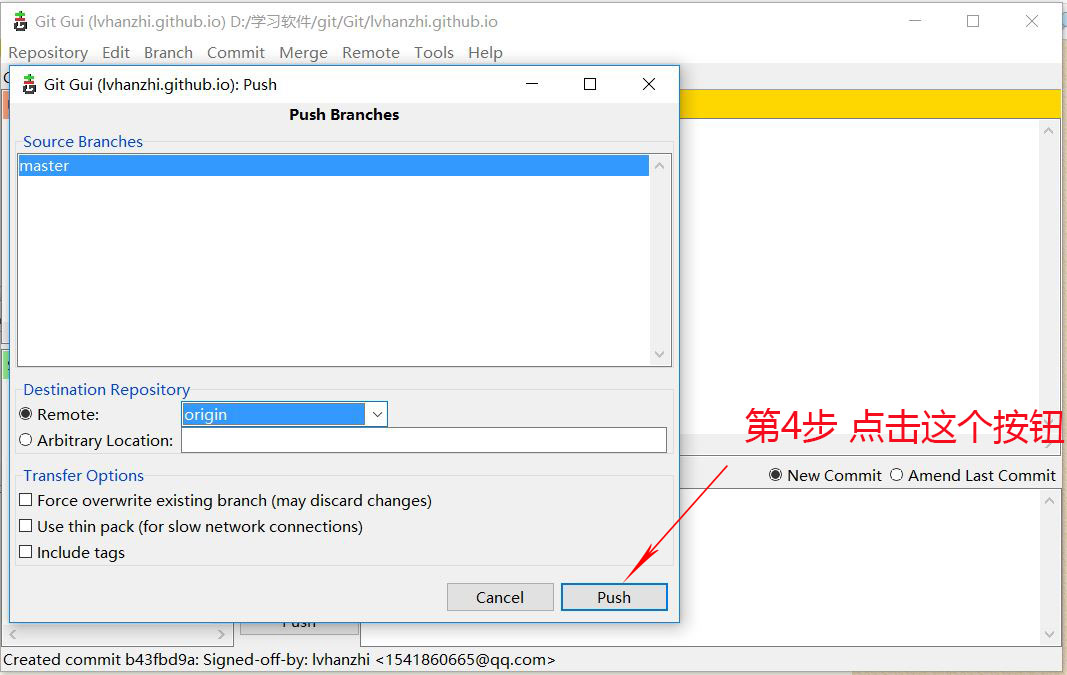 Git Gui (lvhanzhi.github.io) D:/学习软件/git/Git/lvhanzhi.github.io
Repository Edit Branch Commit Merge Remote Tools Help
Git Gui (lvhanzhi.github.io): Push
Push Branches
Source Branches
master
Destination Repository
Remote: origin
Arbitrary Location:
第4步 点击这个按钮
New Commit Amend Last Commit
Transfer Options
Force overwrite existing branch (may discard changes)
Use thin pack (for slow network connections)
Include tags
Cancel Push
Push
Created commit b43fbd9a: Signed-off-by: lvhanzhi <1541860665@qq.com>